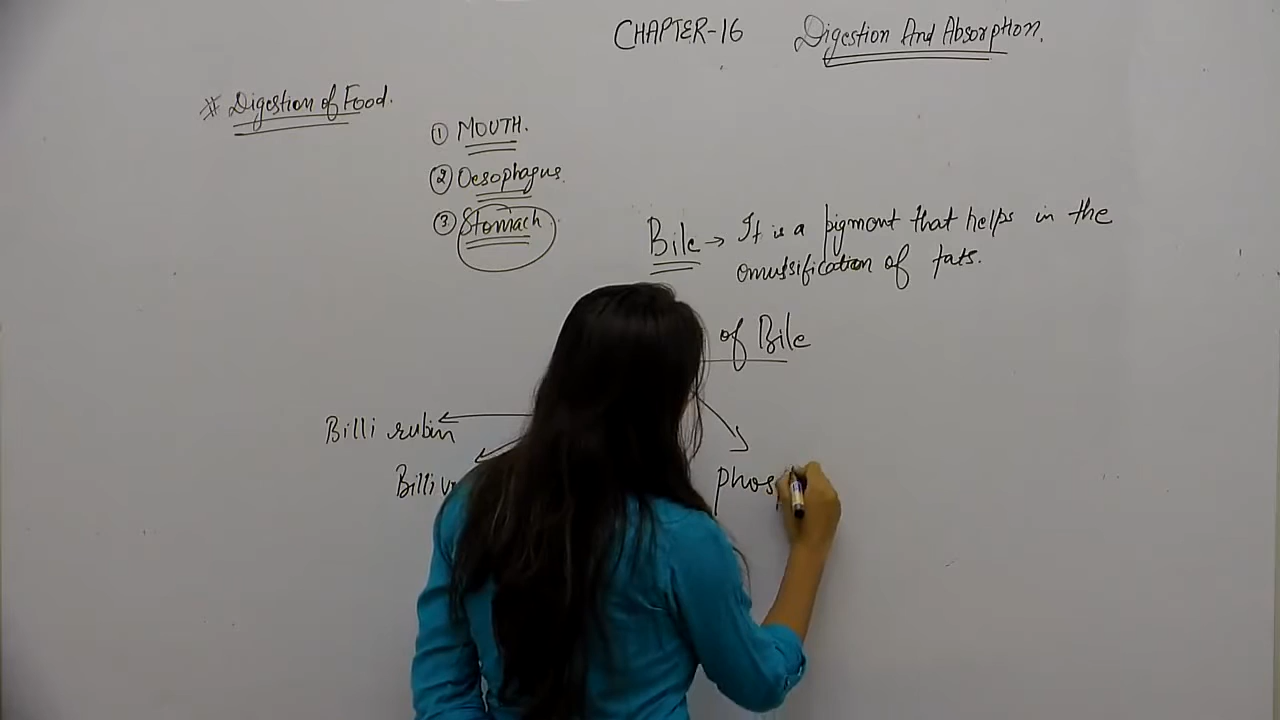 CHAPTER-16 Digestion And Absorption.
* Digestion of Food.
① MOUTH.
② Oesophagus.
③ Stomach.
Bile → It is a pigment that helps in the
emulsification of fats.
of Bile
Billi rubin
Billi v
phosp